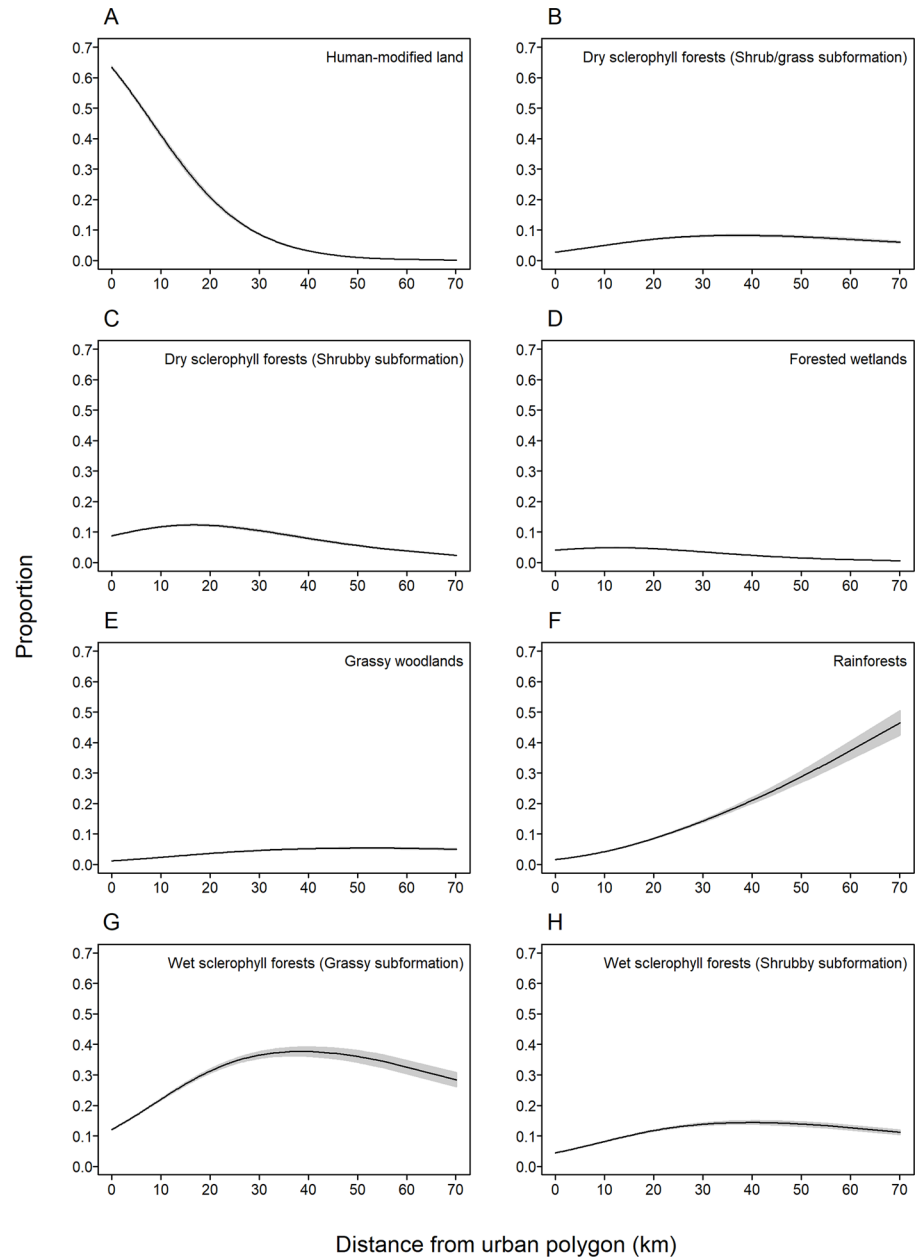 A
0.7
0.6
0.5
0.4
0.3
0.2
0.1
0.0
Human-modified land
0 10 20 30 40 50 60 70
B
0.7
0.6
0.5
0.4
0.3
0.2
0.1
0.0
Dry sclerophyll forests (Shrub/grass subformation)
0 10 20 30 40 50 60 70
C
0.7
0.6
0.5
0.4
0.3
0.2
0.1
0.0
Dry sclerophyll forests (Shrubby subformation)
0 10 20 30 40 50 60 70
D
0.7
0.6
0.5
0.4
0.3
0.2
0.1
0.0
Forested wetlands
0 10 20 30 40 50 60 70
Proportion
E
0.7
0.6
0.5
0.4
0.3
0.2
0.1
0.0
Grassy woodlands
0 10 20 30 40 50 60 70
F
0.7
0.6
0.5
0.4
0.3
0.2
0.1
0.0
Rainforests
0 10 20 30 40 50 60 70
G
0.7
0.6
0.5
0.4
0.3
0.2
0.1
0.0
Wet sclerophyll forests (Grassy subformation)
0 10 20 30 40 50 60 70
H
0.7
0.6
0.5
0.4
0.3
0.2
0.1
0.0
Wet sclerophyll forests (Shrubby subformation)
0 10 20 30 40 50 60 70
Distance from urban polygon (km)